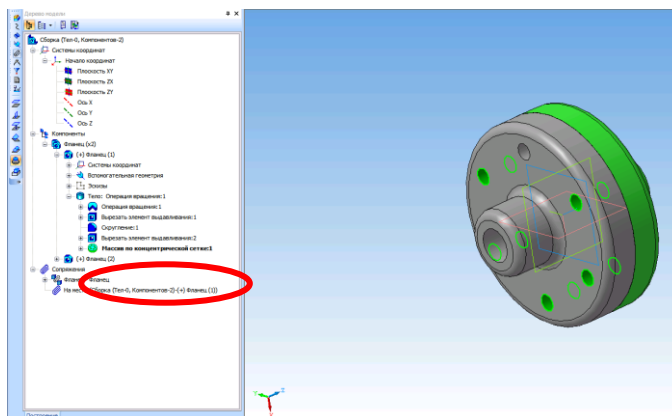 Дерево модели
Сборка (Тел-0, Компонентов-2)
Системы координат
Начало координат
Плоскость XY
Плоскость ZX
Плоскость ZY
Ось X
Ось Y
Ось Z
Компоненты
Фланец (x2)
(+) Фланец (1)
Системы координат
Вспомогательная геометрия
Эскизы
Тело: Операция вращения:1
Операция вращения:1
Вырезать элемент выдавливания:1
Скругление:1
Вырезать элемент выдавливания:2
Массив по концентрической сетке:1
(+) Фланец (2)
Сопряжения
Фланец Фланец
На место (Сборка (Тел-0, Компонентов-2)-(+) Фланец (1))
Построение